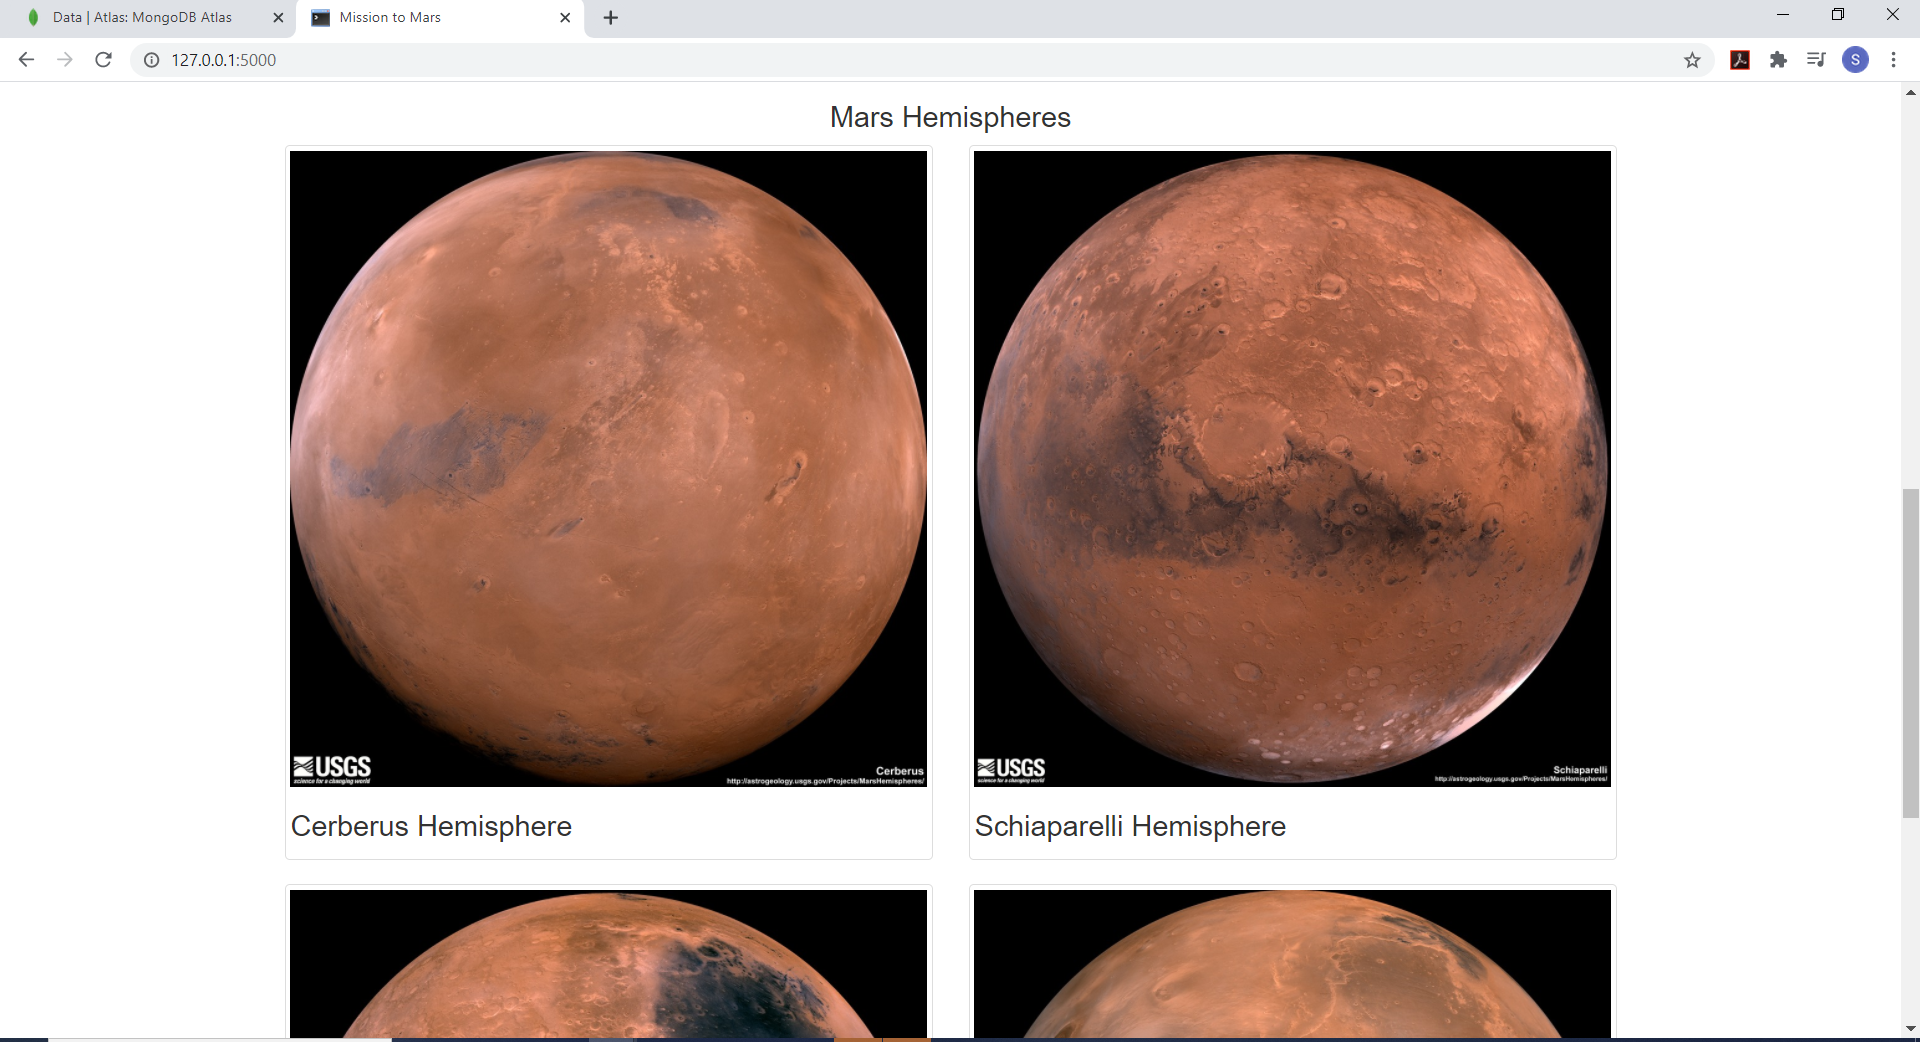 Data | Atlas: MongoDB Atlas
Mission to Mars
127.0.0.1:5000
S
Mars Hemispheres
USGS
science for a changing world
Cerberus
http://astrogeology.usgs.gov/Projects/MarsHemispheres/
USGS
science for a changing world
Schiaparelli
http://astrogeology.usgs.gov/Projects/MarsHemispheres/
Cerberus Hemisphere
Schiaparelli Hemisphere